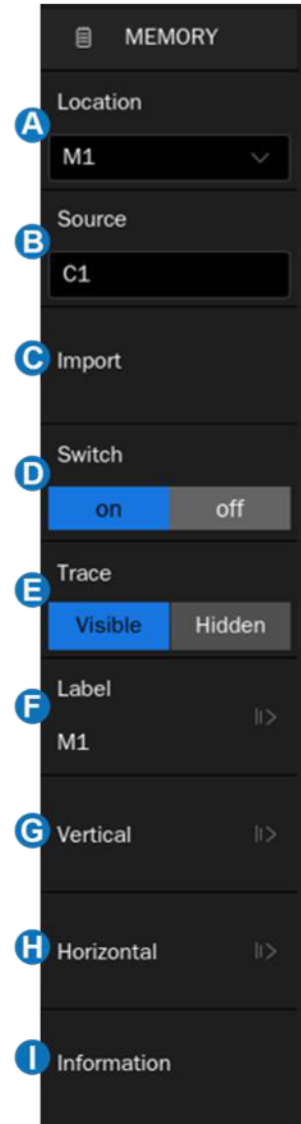 MEMORY
Location
A
M1
Source
B
C1
C
Import
Switch
D
on off
Trace
E
Visible Hidden
Label
F
M1
G
Vertical
H
Horizontal
I
Information